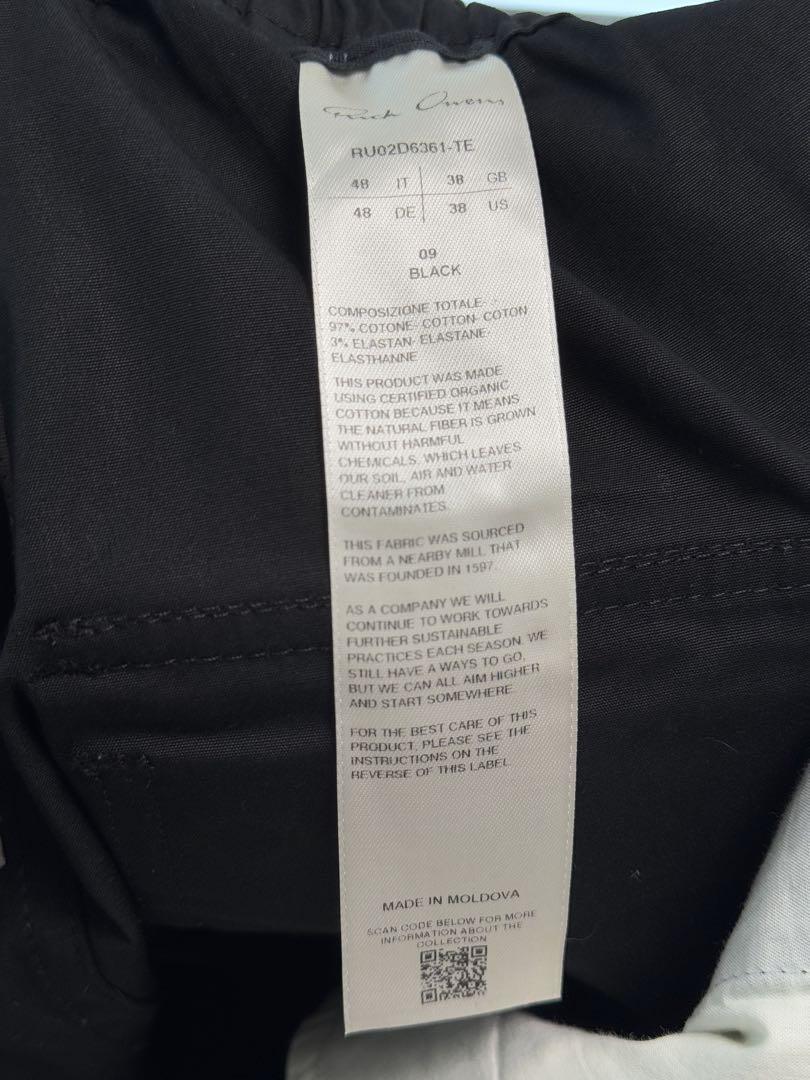 Rick Owens
RU02D6361-TE
48 IT 38 GB
48 DE 38 US
09
BLACK
COMPOSIZIONE TOTALE-
97% COTONE- COTTON- COTON
3% ELASTAN- ELASTANE-
ELASTHANNE
THIS PRODUCT WAS MADE
USING CERTIFIED ORGANIC
COTTON BECAUSE IT MEANS
THE NATURAL FIBER IS GROWN
WITHOUT HARMFUL
CHEMICALS, WHICH LEAVES
OUR SOIL, AIR AND WATER
CLEANER FROM
CONTAMINATES.
THIS FABRIC WAS SOURCED
FROM A NEARBY MILL THAT
WAS FOUNDED IN 1597.
AS A COMPANY WE WILL
CONTINUE TO WORK TOWARDS
FURTHER SUSTAINABLE
PRACTICES EACH SEASON. WE
STILL HAVE A WAYS TO GO,
BUT WE CAN ALL AIM HIGHER
AND START SOMEWHERE.
FOR THE BEST CARE OF THIS
PRODUCT, PLEASE SEE THE
INSTRUCTIONS ON THE
REVERSE OF THIS LABEL
MADE IN MOLDOVA
SCAN CODE BELOW FOR MORE
INFORMATION ABOUT THE
COLLECTION